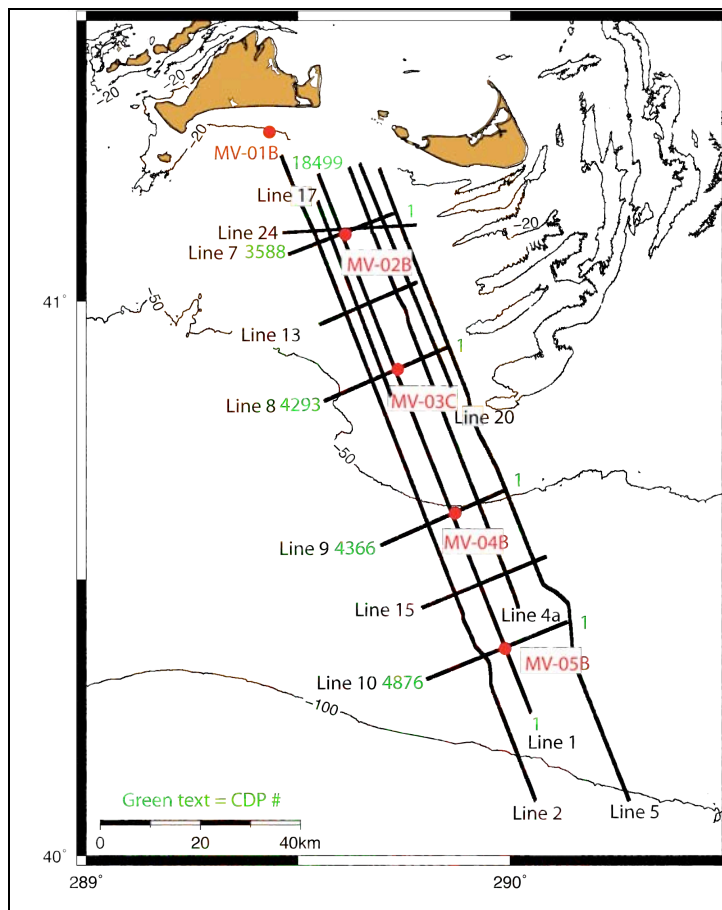 -20
-20
-20
MV-01B
18499
Line 17
1
Line 24
-20
Line 7 3588
MV-02B
41°
-50
Line 13
1
MV-03C
Line 8 4293
Line 20
-50
1
MV-04B
Line 9 4366
Line 15
Line 4a
1
MV-05B
Line 10 4876
-100
1
Line 1
Green text = CDP #
Line 2
Line 5
0
20
40km
40°
289°
290°